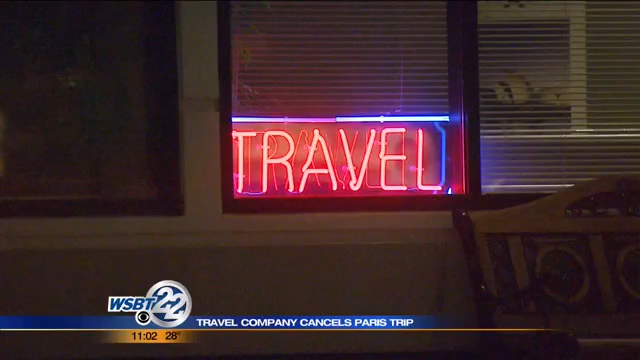 TRAVEL
WSBT 22
TRAVEL COMPANY CANCELS PARIS TRIP
11:02 28°